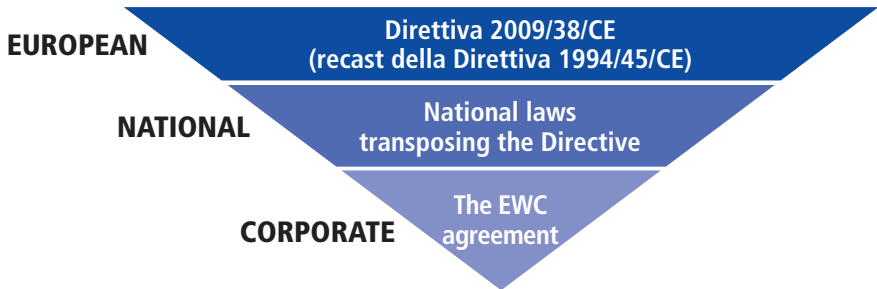 EUROPEAN
Direttiva 2009/38/CE
(recast della Direttiva 1994/45/CE)
NATIONAL
National laws
transposing the Directive
CORPORATE
The EWC
agreement